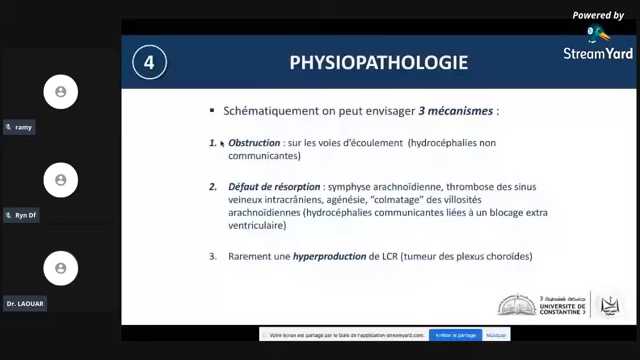 Powered by
StreamYard
4
PHYSIOPATHOLOGIE
▪ Schématiquement on peut envisager 3 mécanismes :
1. Obstruction : sur les voies d'écoulement (hydrocéphalies non
communicantes)
2. Défaut de résorption : symphyse arachnoïdienne, thrombose des sinus
veineux intracrâniens, agénésie, "colmatage" des villosités
arachnoïdiennes (hydrocéphalies communicantes liées à un blocage extra
ventriculaire)
3. Rarement une hyperproduction de LCR (tumeur des plexus choroïdes)
ramy
Ryn Df
Dr. LAOUAR
UNIVERSITE DE
CONSTANTINE 3
Votre écran est partagé par le biais de l'application streamyard.com.
Arrêter le partage
Masquer